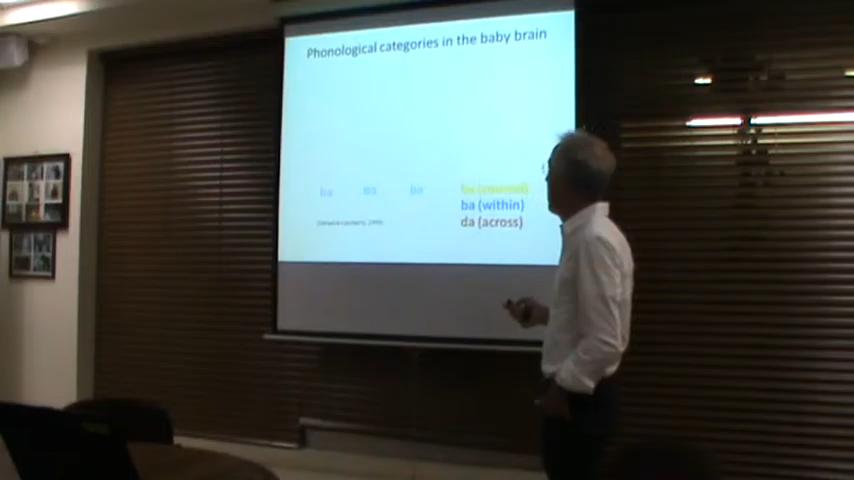 Phonological categories in the baby brain
ba ba ba
ba (within)
da (across)